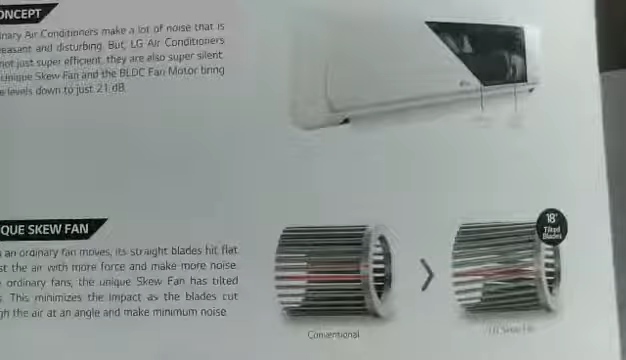 ONCEPT
inary Air Conditioners make a lot of noise that is
easant and disturbing. But, LG Air Conditioners
not just super efficient, they are also super silent.
unique Skew Fan and the BLDC Fan Motor bring
e levels down to just 21 dB.
QUE SKEW FAN
an ordinary fan moves, its straight blades hit flat
st the air with more force and make more noise.
ordinary fans, the unique Skew Fan has tilted
s. This minimizes the impact as the blades cut
gh the air at an angle and make minimum noise.
18°
Tilted
Blades
Conventional